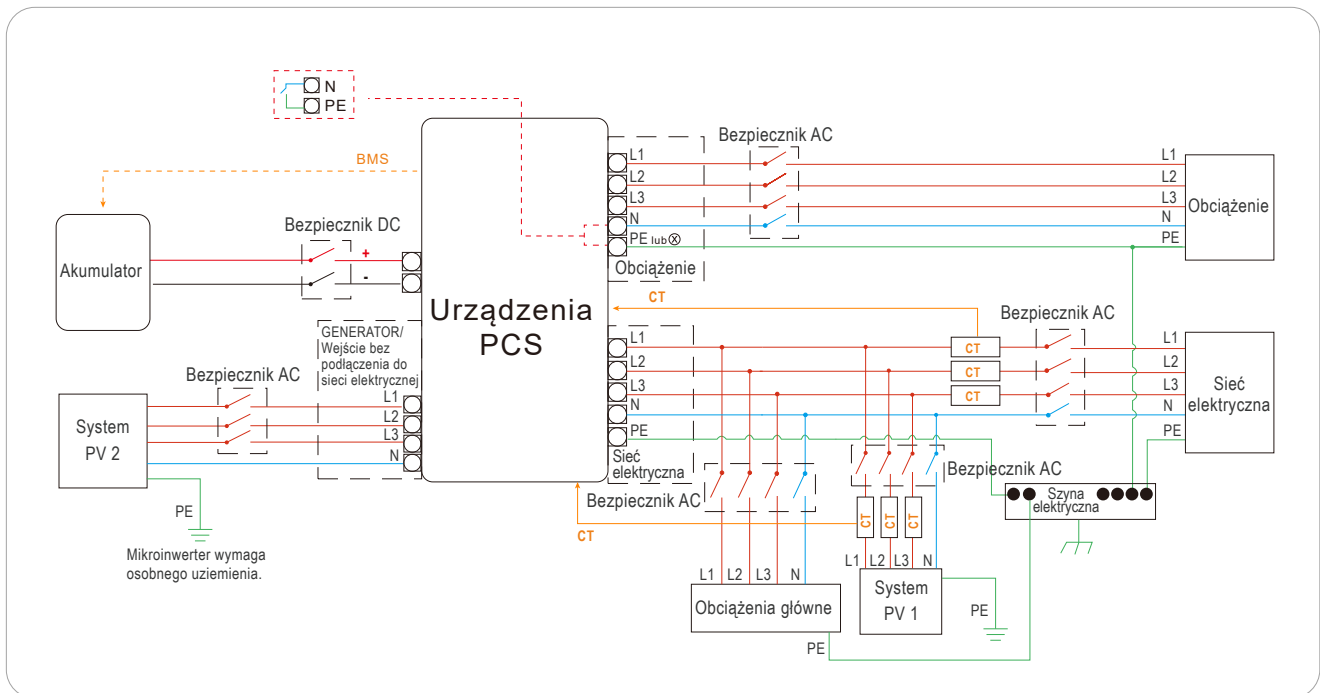 N
PE
BMS
Bezpiecznik AC
L1
L2
L3
N
PE lub ⓧ
Obciążenie
L1
L2
L3
N
PE
Obciążenie
Bezpiecznik DC
+
-
Akumulator
Urządzenia
PCS
CT
Bezpiecznik AC
GENERATOR/
Wejście bez
podłączenia do
sieci elektrycznej
L1
L2
L3
N
Bezpiecznik AC
System
PV 2
PE
Mikroinwerter wymaga
osobnego uziemienia.
L1
L2
L3
N
PE
Sieć
elektryczna
CT
CT
CT
L1
L2
L3
N
PE
Sieć
elektryczna
Bezpiecznik AC
Bezpiecznik AC
CT
CT
CT
CT
Szyna
elektryczna
L1
L2
L3
N
Obciążenia główne
PE
L1
L2
L3
N
System
PV 1
PE